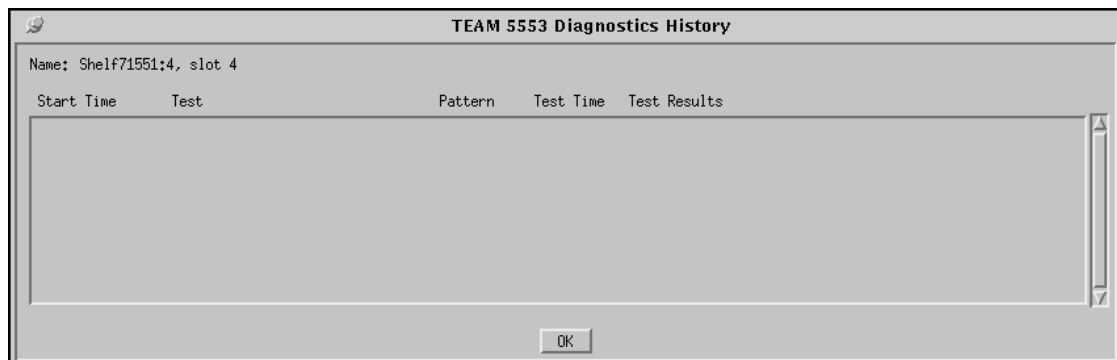 TEAM 5553 Diagnostics History
Name: Shelf71551:4, slot 4
Start Time Test Pattern Test Time Test Results
OK